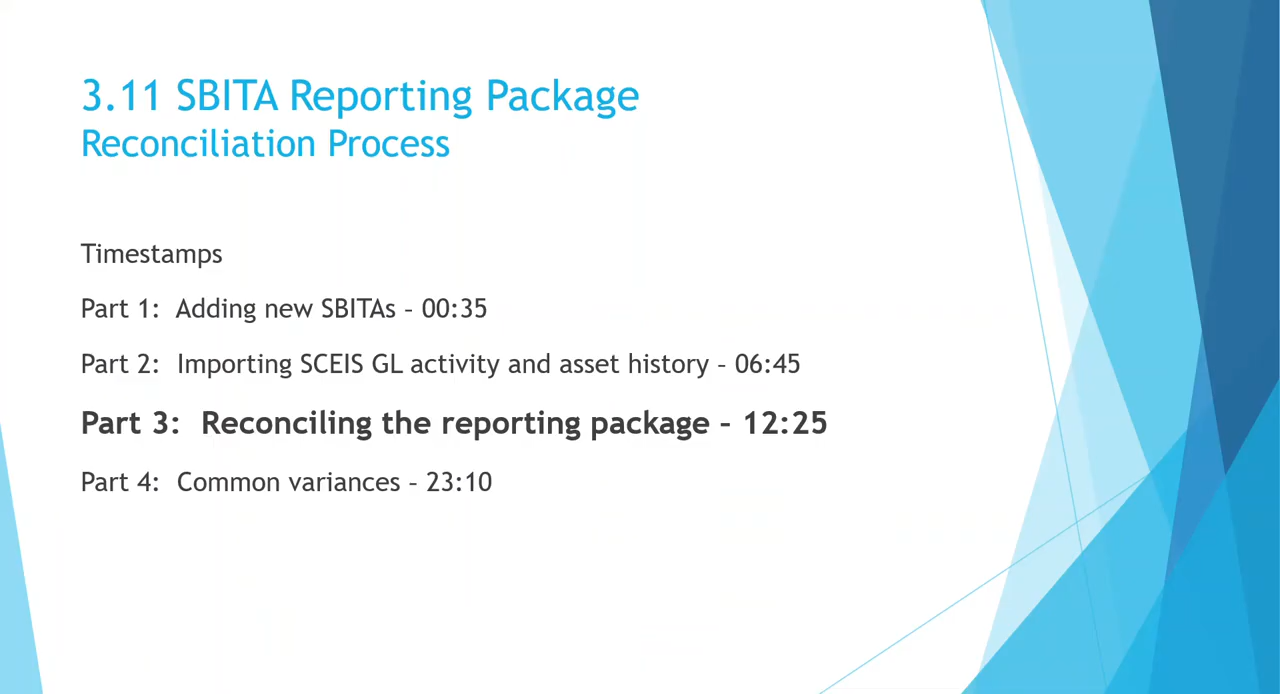 3.11 SBITA Reporting Package
Reconciliation Process
Timestamps
Part 1: Adding new SBITAs – 00:35
Part 2: Importing SCEIS GL activity and asset history – 06:45
Part 3: Reconciling the reporting package – 12:25
Part 4: Common variances – 23:10